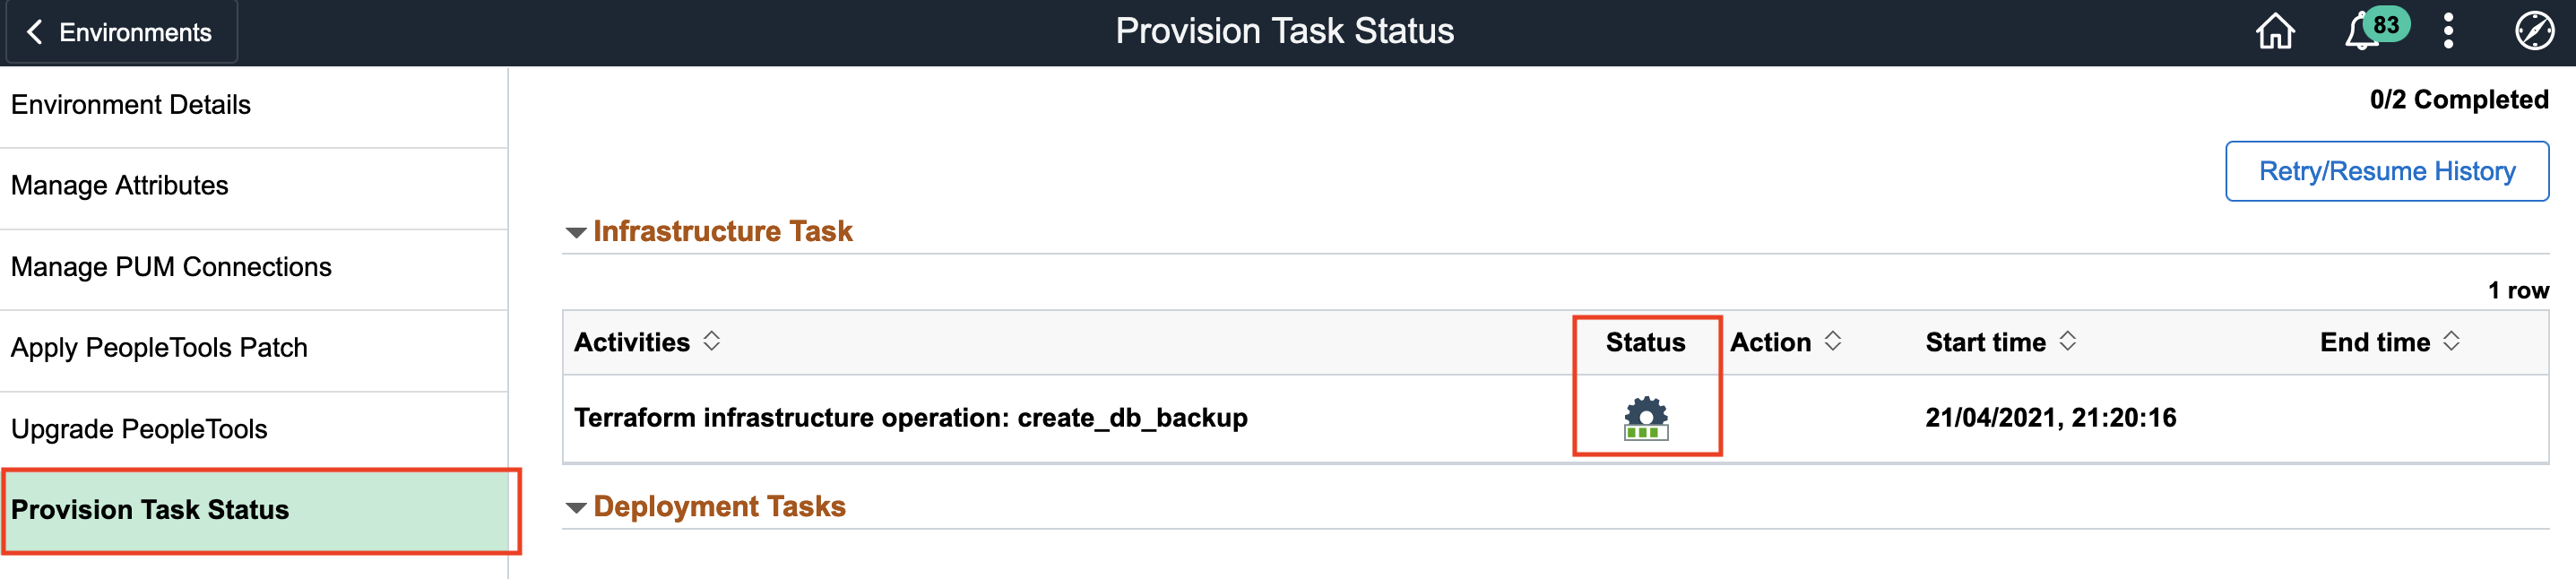 Environments
Provision Task Status
83
Environment Details
Manage Attributes
Manage PUM Connections
Apply PeopleTools Patch
Upgrade PeopleTools
Provision Task Status
0/2 Completed
Retry/Resume History
Infrastructure Task
1 row
Activities Status Action Start time End time
Terraform infrastructure operation: create_db_backup 21/04/2021, 21:20:16
Deployment Tasks